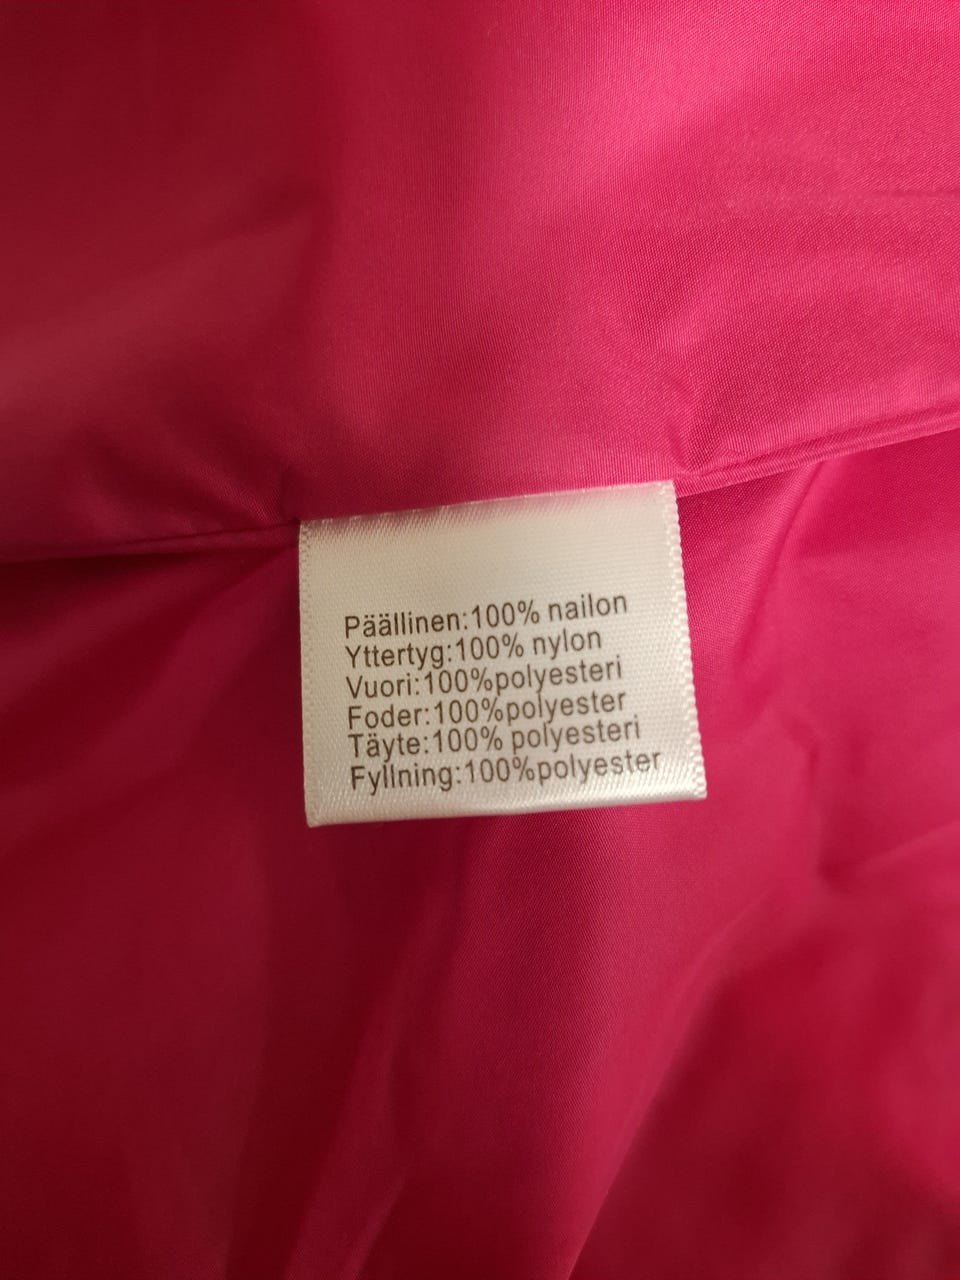 Päällinen:100% nailon
Yttertyg:100% nylon
Vuori:100%polyesteri
Foder:100%polyester
Täyte:100% polyesteri
Fyllning:100%polyester